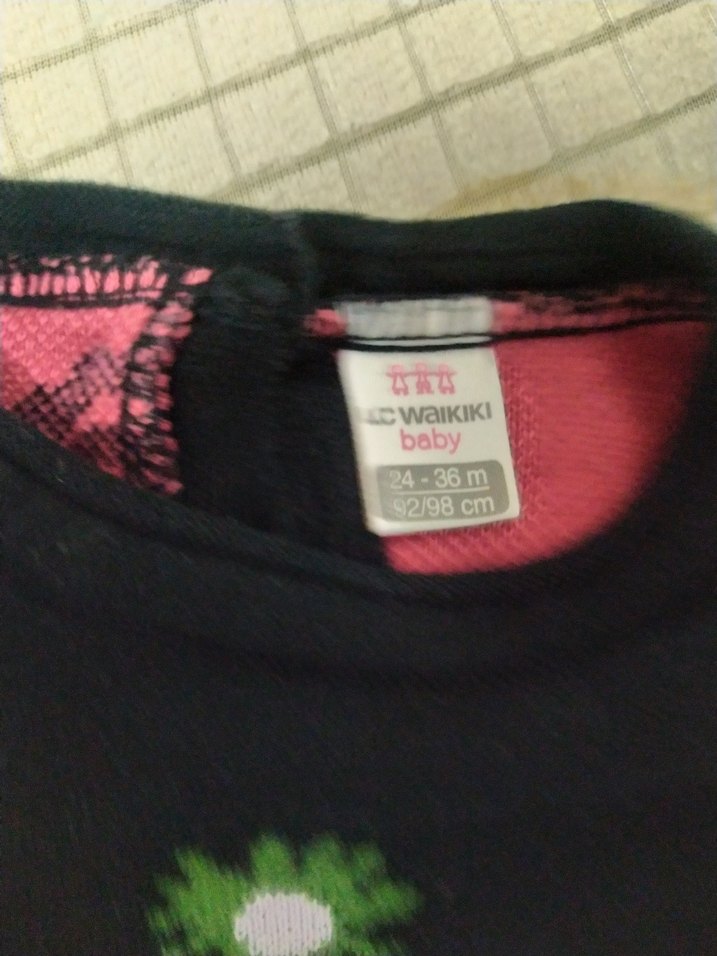 LC WAIKIKI
baby
24 - 36 m
92/98 cm